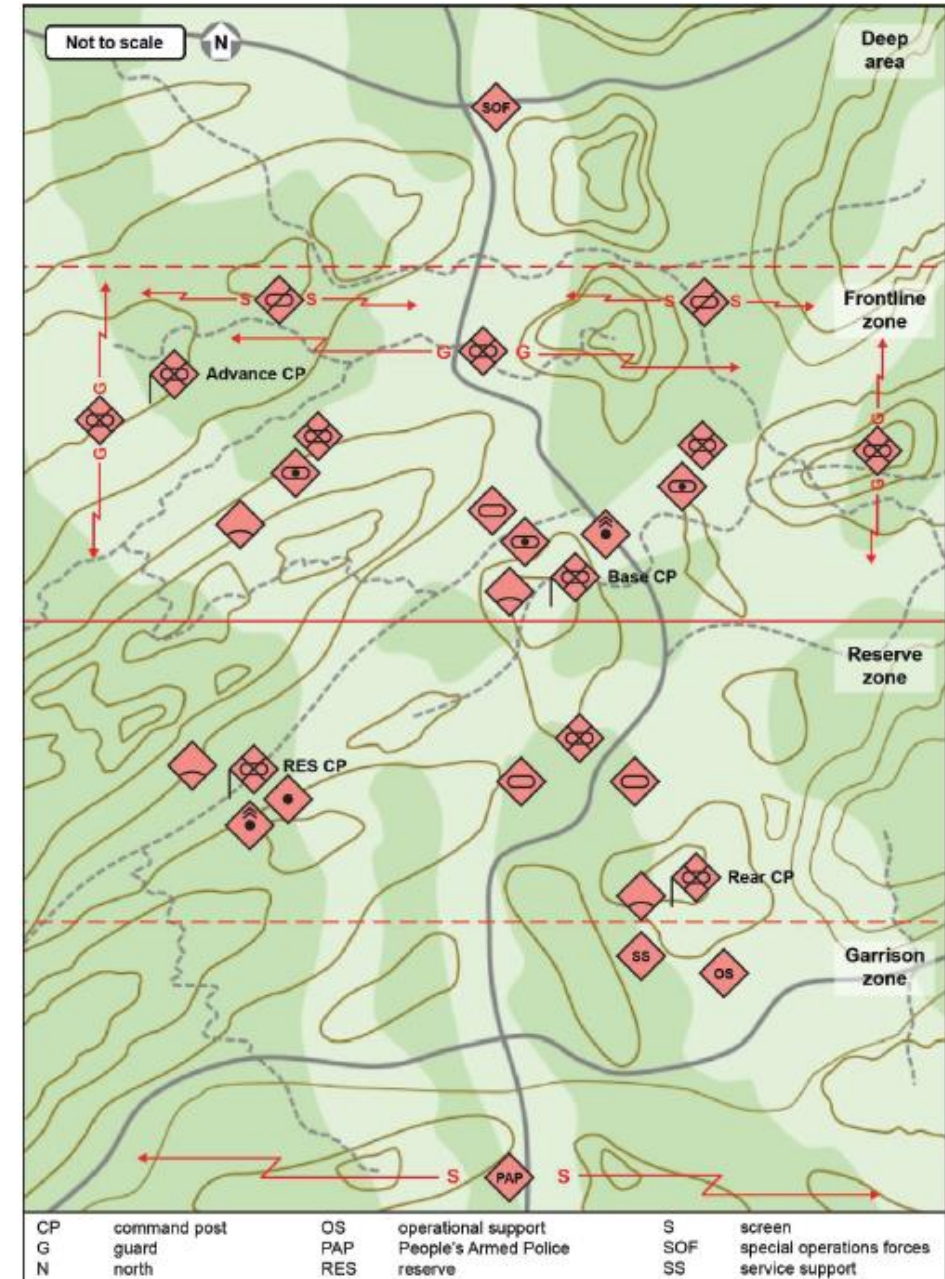 Not to scale
N
Deep
area
SOF
S
S
S
S
Frontline
zone
G
G
G
Advance CP
G
G
G
G
Base CP
Reserve
zone
RES CP
Rear CP
SS
OS
Garrison
zone
S
PAP
S
CP command post OS operational support S screen
G guard PAP People's Armed Police SOF special operations forces
N north RES reserve SS service support